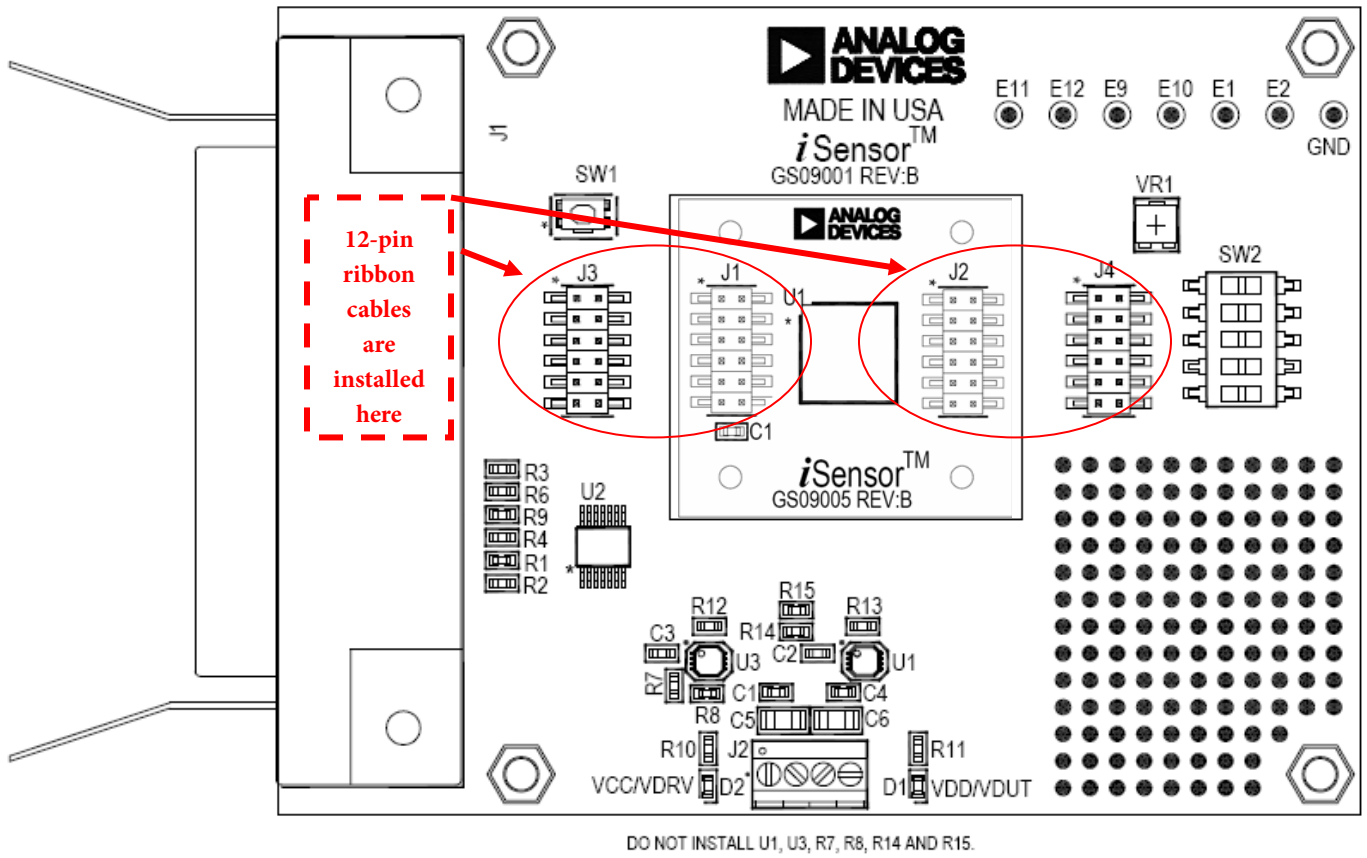 ANALOG
DEVICES
MADE IN USA
iSensor™
GS09001 REV:B
E11 E12 E9 E10 E1 E2
GND
J1
SW1
VR1
SW2
12-pin
ribbon
cables
are
installed
here
ANALOG
DEVICES
* J3
* J1
* J2
* J4
U1
*
C1
iSensor™
GS09005 REV:B
R3
R6
R9
R4
R1
R2
U2
*
R12
R15
R13
R14
C3
C2
U3
U1
R7
R8
C1
C4
C5
C6
R10
J2
R11
VCC/VDRV
D2*
D1
VDD/VDUT
DO NOT INSTALL U1, U3, R7, R8, R14 AND R15.